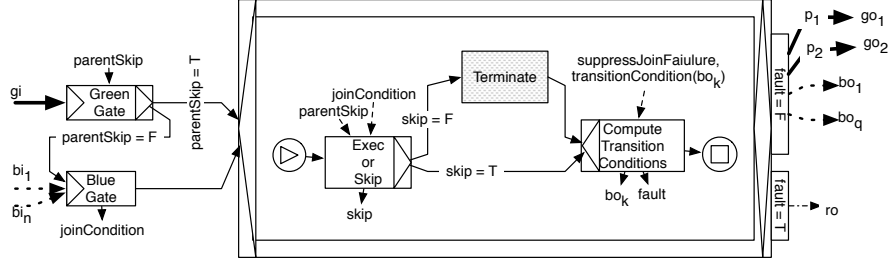 parentSkip
gi
Green
Gate
parentSkip = F
parentSkip = T
bi1
bin
Blue
Gate
joinCondition
joinCondition
parentSkip
Exec
or
Skip
skip
skip = F
skip = T
Terminate
suppressJoinFaiulure,
transitionCondition(bok)
Compute
Transition
Conditions
bok
fault
fault = F
fault = T
p1
go1
p2
go2
bo1
boq
ro